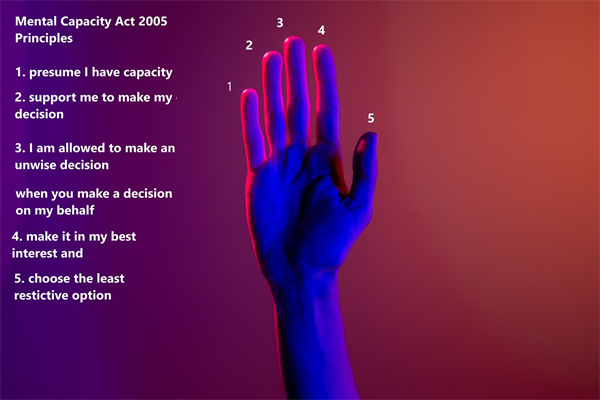 Mental Capacity Act 2005
Principles
1. presume I have capacity
2. support me to make my
decision
3. I am allowed to make an
unwise decision
when you make a decision
on my behalf
4. make it in my best
interest and
5. choose the least
restictive option
1
2
3
4
5